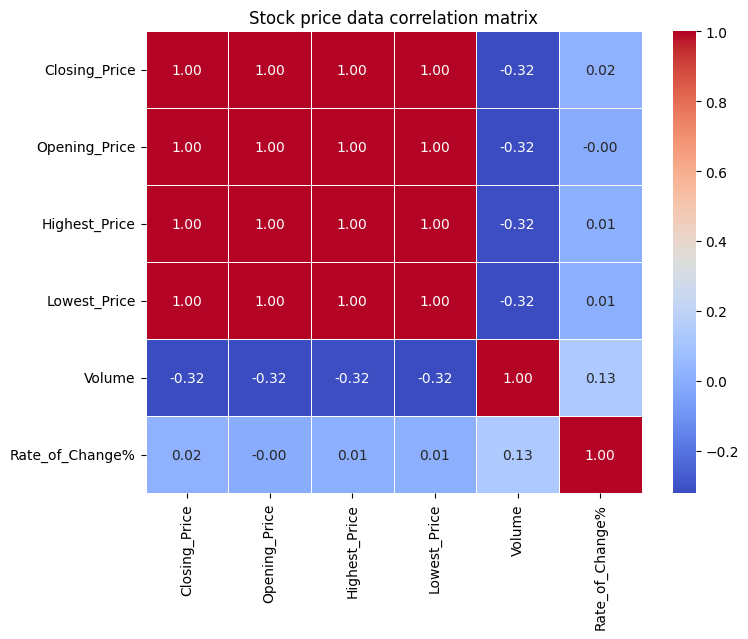 Stock price data correlation matrix
Closing_Price 1.00 1.00 1.00 1.00 -0.32 0.02
Opening_Price 1.00 1.00 1.00 1.00 -0.32 -0.00
Highest_Price 1.00 1.00 1.00 1.00 -0.32 0.01
Lowest_Price 1.00 1.00 1.00 1.00 -0.32 0.01
Volume -0.32 -0.32 -0.32 -0.32 1.00 0.13
Rate_of_Change% 0.02 -0.00 0.01 0.01 0.13 1.00
Closing_Price
Opening_Price
Highest_Price
Lowest_Price
Volume
Rate_of_Change%
1.0
0.8
0.6
0.4
0.2
0.0
−0.2